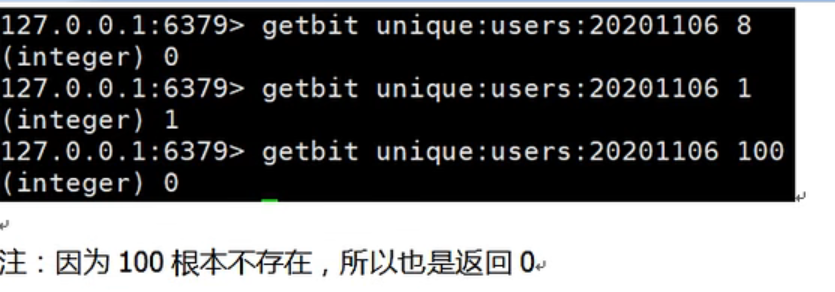 127.0.0.1:6379> getbit unique:users:20201106 8
(integer) 0
127.0.0.1:6379> getbit unique:users:20201106 1
(integer) 1
127.0.0.1:6379> getbit unique:users:20201106 100
(integer) 0
注：因为 100 根本不存在，所以也是返回 0